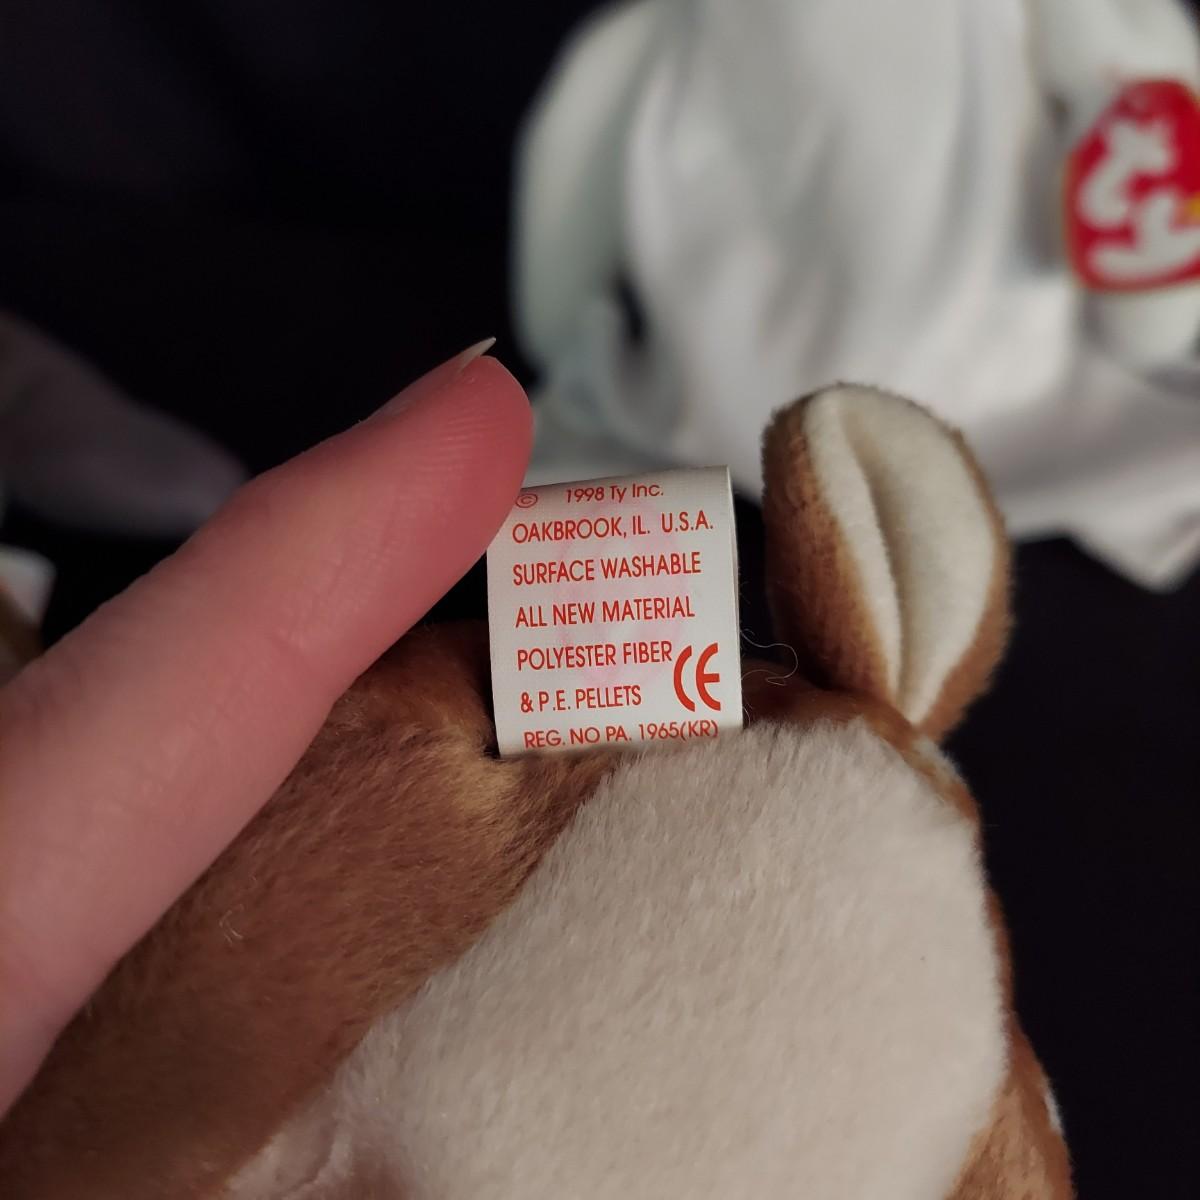 ty
© 1998 Ty Inc.
OAKBROOK, IL. U.S.A.
SURFACE WASHABLE
ALL NEW MATERIAL
POLYESTER FIBER
& P.E. PELLETS CE
REG. NO PA. 1965(KR)